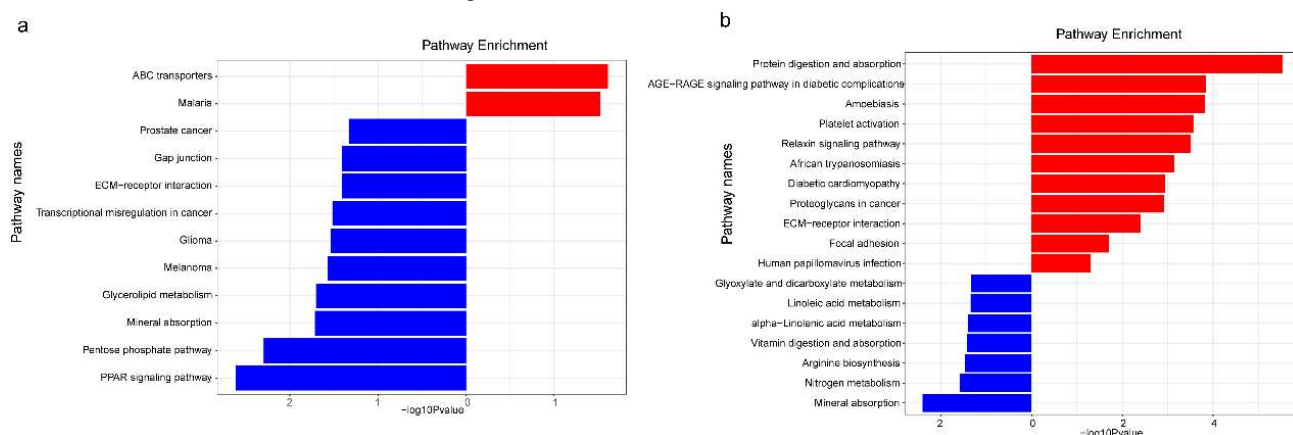 a
Pathway Enrichment
Pathway names
ABC transporters
Malaria
Prostate cancer
Gap junction
ECM-receptor interaction
Transcriptional misregulation in cancer
Glioma
Melanoma
Glycerolipid metabolism
Mineral absorption
Pentose phosphate pathway
PPAR signaling pathway
2 1 0 1
-log10Pvalue
b
Pathway Enrichment
Pathway names
Protein digestion and absorption
AGE-RAGE signaling pathway in diabetic complications
Amoebiasis
Platelet activation
Relaxin signaling pathway
African trypanosomiasis
Diabetic cardiomyopathy
Proteoglycans in cancer
ECM-receptor interaction
Focal adhesion
Human papillomavirus infection
Glyoxylate and dicarboxylate metabolism
Linoleic acid metabolism
alpha-Linolenic acid metabolism
Vitamin digestion and absorption
Arginine biosynthesis
Nitrogen metabolism
Mineral absorption
2 0 2 4
-log10Pvalue